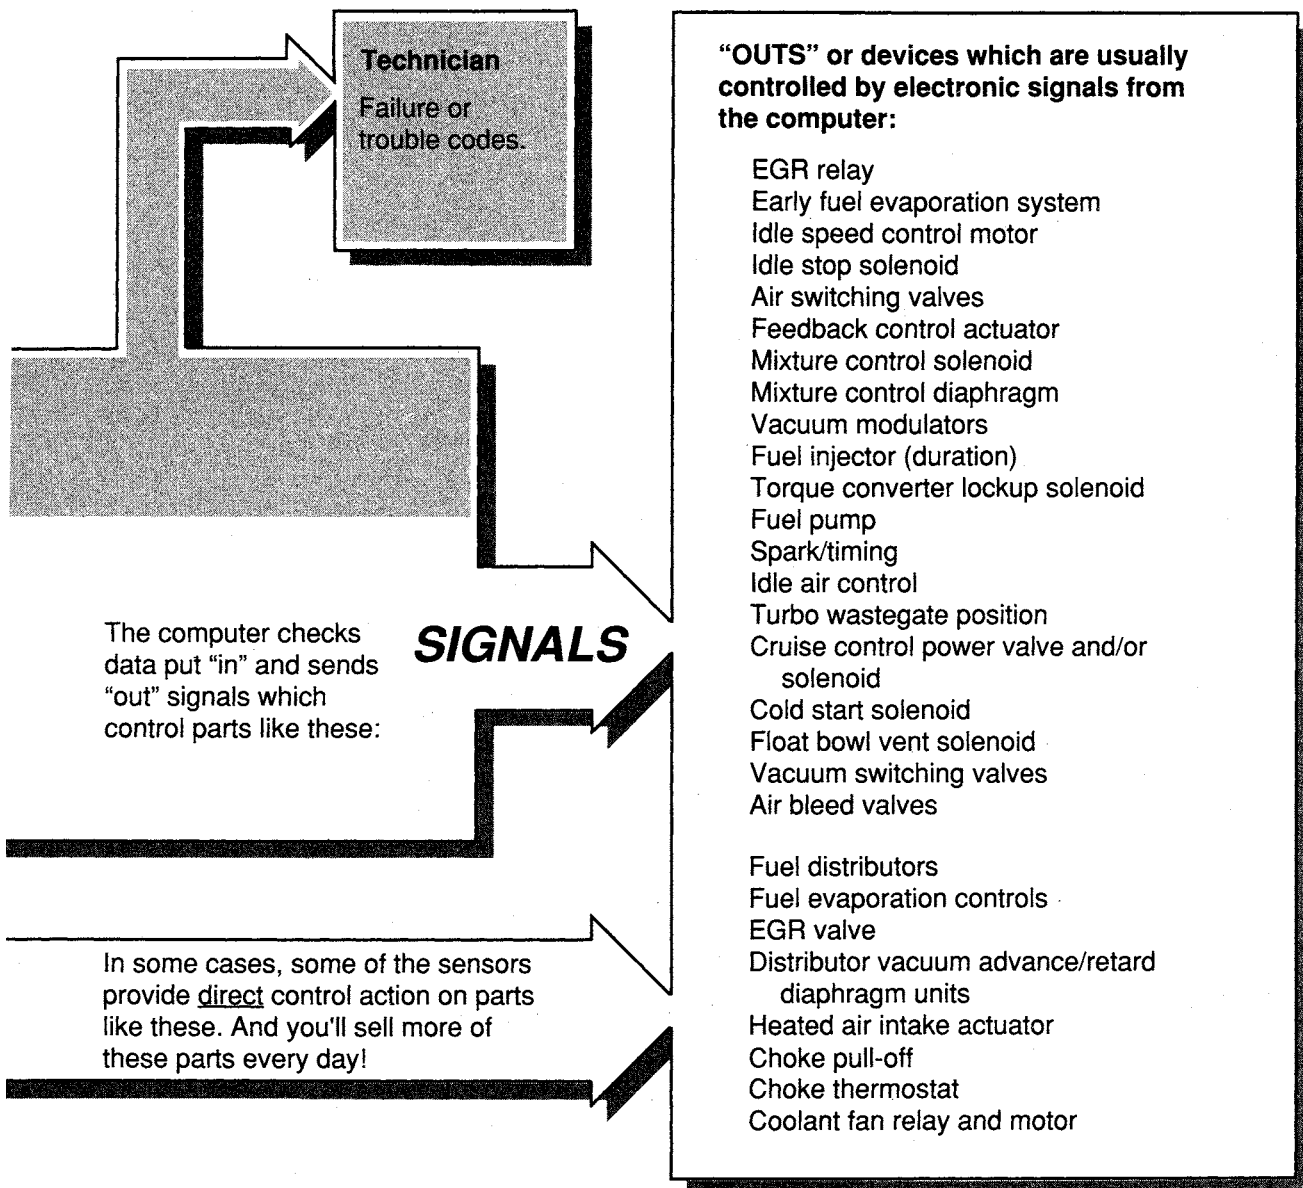 Technician
Failure or
trouble codes.
The computer checks
data put “in” and sends
“out” signals which
control parts like these:
SIGNALS
In some cases, some of the sensors
provide direct control action on parts
like these. And you'll sell more of
these parts every day!
“OUTS” or devices which are usually
controlled by electronic signals from
the computer:
EGR relay
Early fuel evaporation system
Idle speed control motor
Idle stop solenoid
Air switching valves
Feedback control actuator
Mixture control solenoid
Mixture control diaphragm
Vacuum modulators
Fuel injector (duration)
Torque converter lockup solenoid
Fuel pump
Spark/timing
Idle air control
Turbo wastegate position
Cruise control power valve and/or
solenoid
Cold start solenoid
Float bowl vent solenoid
Vacuum switching valves
Air bleed valves
Fuel distributors
Fuel evaporation controls
EGR valve
Distributor vacuum advance/retard
diaphragm units
Heated air intake actuator
Choke pull-off
Choke thermostat
Coolant fan relay and motor